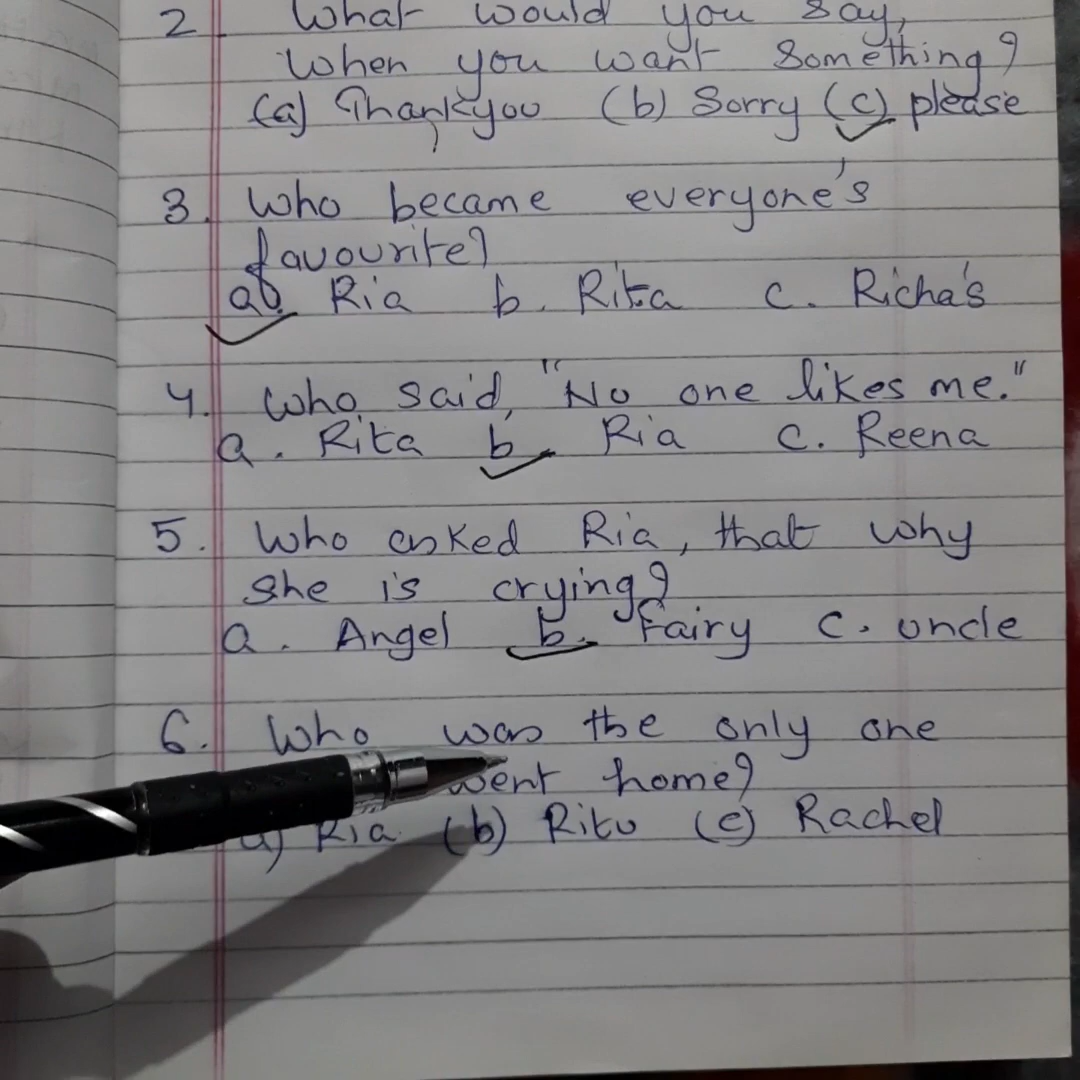 2. What would you say,
When you want something?
(a) Thankyou (b) Sorry (c) please
3. Who became everyone's
favourite?
a. Ria b. Rita c. Richa's
4. Who said, "No one likes me."
a. Rita b. Ria c. Reena
5. Who asked Ria, that why
she is crying?
a. Angel b. Fairy c. uncle
6. Who was the only one
went home?
a) Ria (b) Ritu (c) Rachel